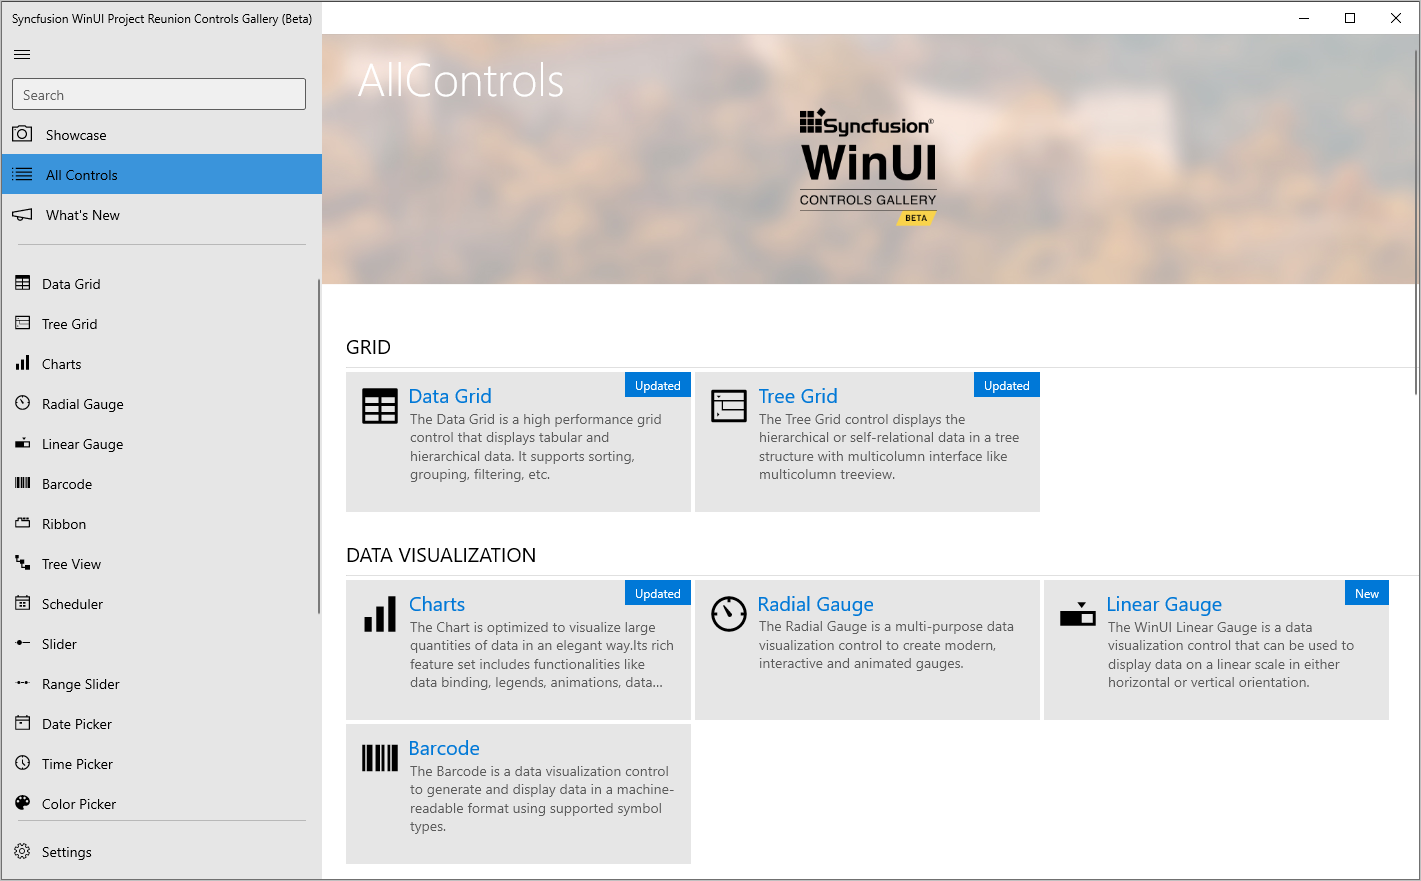 Syncfusion WinUI Project Reunion Controls Gallery (Beta)
Search
Showcase
All Controls
What's New
Data Grid
Tree Grid
Charts
Radial Gauge
Linear Gauge
Barcode
Ribbon
Tree View
Scheduler
Slider
Range Slider
Date Picker
Time Picker
Color Picker
Settings
AllControls
Syncfusion®
WinUI
CONTROLS GALLERY
BETA
GRID
Data Grid
Updated
The Data Grid is a high performance grid
control that displays tabular and
hierarchical data. It supports sorting,
grouping, filtering, etc.
Tree Grid
Updated
The Tree Grid control displays the
hierarchical or self-relational data in a tree
structure with multicolumn interface like
multicolumn treeview.
DATA VISUALIZATION
Charts
Updated
The Chart is optimized to visualize large
quantities of data in an elegant way.Its rich
feature set includes functionalities like
data binding, legends, animations, data...
Radial Gauge
The Radial Gauge is a multi-purpose data
visualization control to create modern,
interactive and animated gauges.
Linear Gauge
New
The WinUI Linear Gauge is a data
visualization control that can be used to
display data on a linear scale in either
horizontal or vertical orientation.
Barcode
The Barcode is a data visualization control
to generate and display data in a machine-
readable format using supported symbol
types.